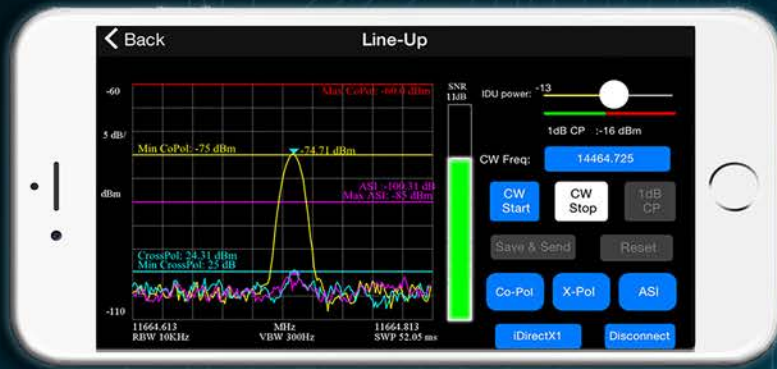 Back
Line-Up
-60
5 dB/
dBm
-110
Max CoPol: -60.0 dBm
Min CoPol: -75 dBm
-74.71 dBm
ASI: -109.31 dB
Max ASI: -85 dBm
CrossPol: 24.31 dBm
Min CrossPol: 25 dB
11664.613
MHz
11664.813
RBW 10KHz
VBW 300Hz
SWP 52.05 ms
SNR
11dB
IDU power:
-13
1dB CP :-16 dBm
CW Freq:
14464.725
CW
Start
CW
Stop
1dB
CP
Save & Send
Reset
Co-Pol
X-Pol
ASI
iDirectX1
Disconnect